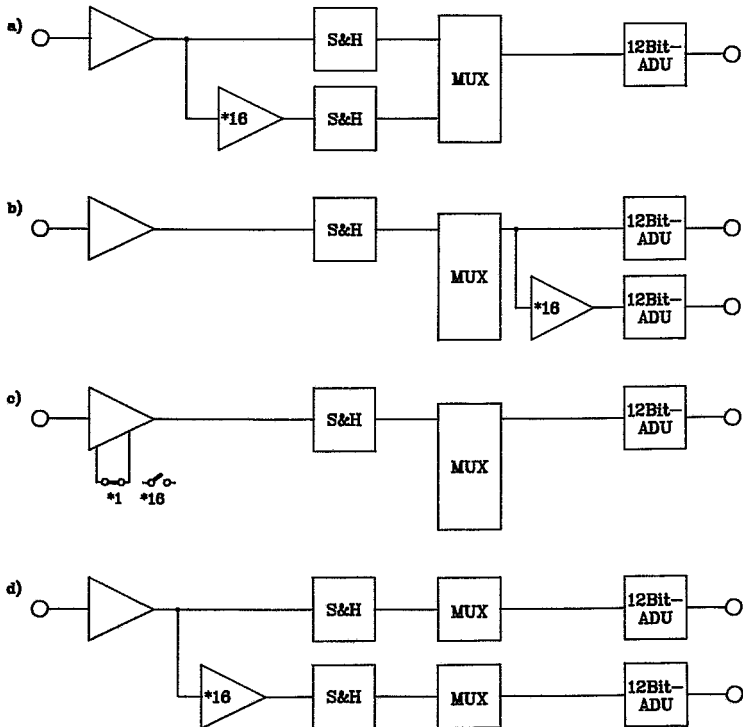 a)
S&H
MUX
12Bit-
ADU
*16
S&H
b)
S&H
MUX
12Bit-
ADU
*16
12Bit-
ADU
c)
S&H
MUX
12Bit-
ADU
*1
*16
d)
S&H
MUX
12Bit-
ADU
*16
S&H
MUX
12Bit-
ADU